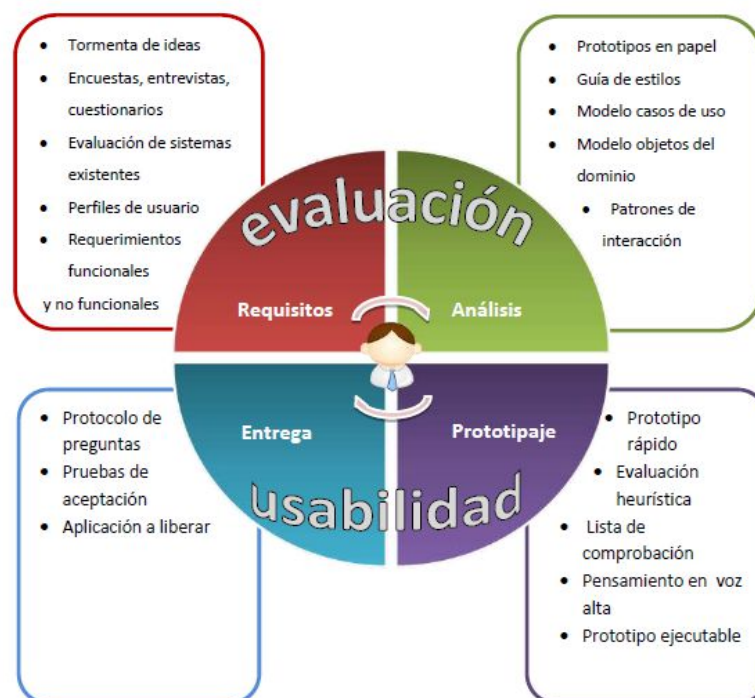 Tormenta de ideas
Encuestas, entrevistas,
cuestionarios
Evaluación de sistemas
existentes
Perfiles de usuario
Requerimientos
funcionales
y no funcionales
Prototipos en papel
Guía de estilos
Modelo casos de uso
Modelo objetos del
dominio
Patrones de
interacción
evaluación
Requisitos
Análisis
Entrega
Prototipaje
usabilidad
Protocolo de
preguntas
Pruebas de
aceptación
Aplicación a liberar
Prototipo
rápido
Evaluación
heurística
Lista de
comprobación
Pensamiento en voz
alta
Prototipo ejecutable